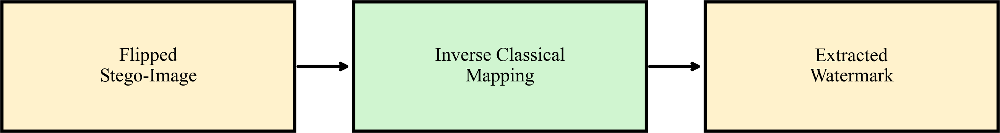 Flipped
Stego-Image
Inverse Classical
Mapping
Extracted
Watermark